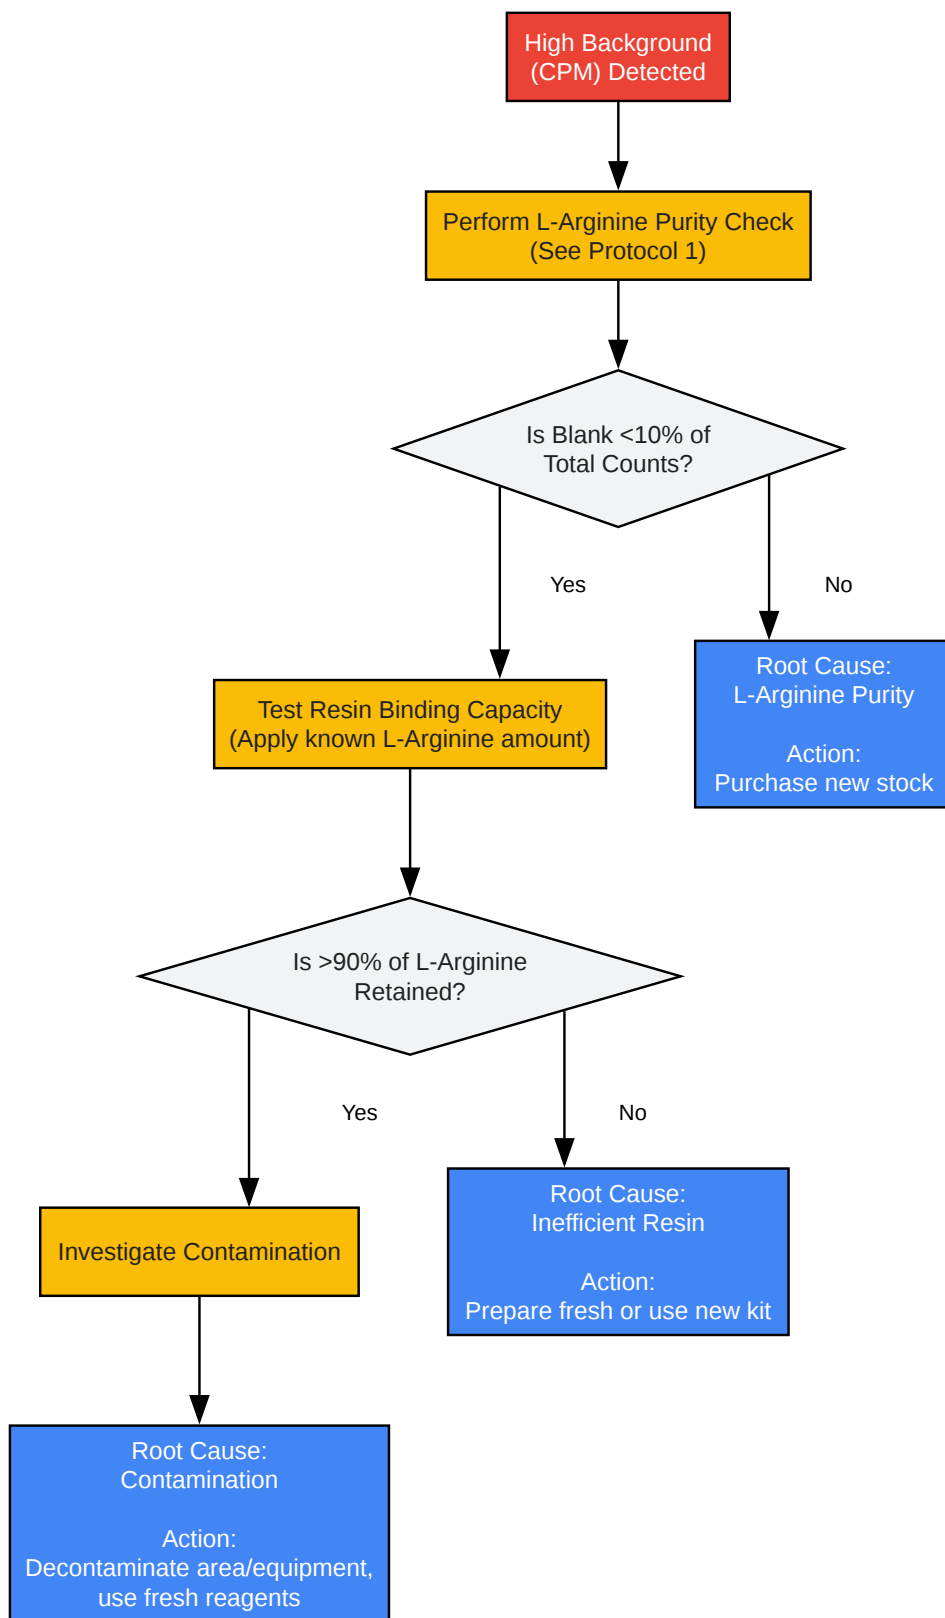 High Background
(CPM) Detected
Perform L-Arginine Purity Check
(See Protocol 1)
Is Blank <10% of
Total Counts?
Yes
No
Root Cause:
L-Arginine Purity
Action:
Purchase new stock
Test Resin Binding Capacity
(Apply known L-Arginine amount)
Is >90% of L-Arginine
Retained?
Yes
No
Root Cause:
Inefficient Resin
Action:
Prepare fresh or use new kit
Investigate Contamination
Root Cause:
Contamination
Action:
Decontaminate area/equipment,
use fresh reagents